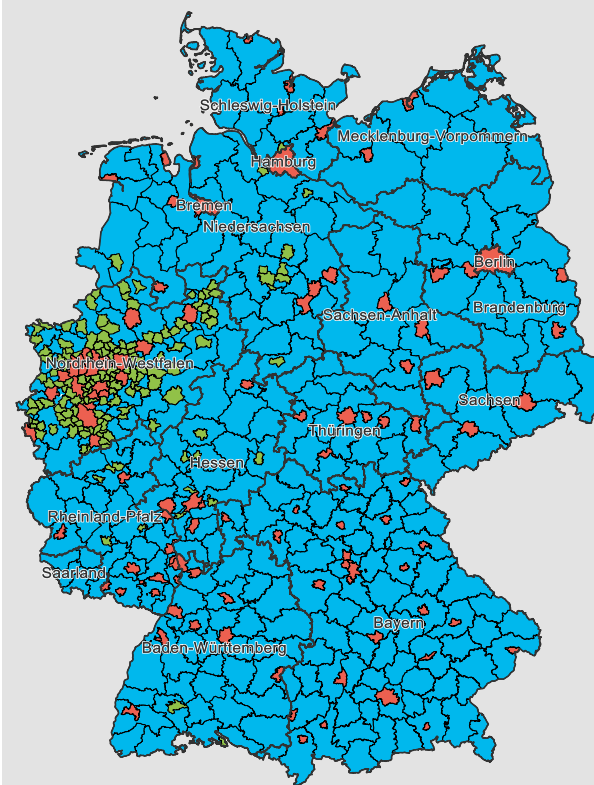 Schleswig-Holstein
Mecklenburg-Vorpommern
Hamburg
Bremen
Niedersachsen
Berlin
Sachsen-Anhalt
Brandenburg
Nordrhein-Westfalen
Sachsen
Thüringen
Hessen
Rheinland-Pfalz
Saarland
Bayern
Baden-Württemberg